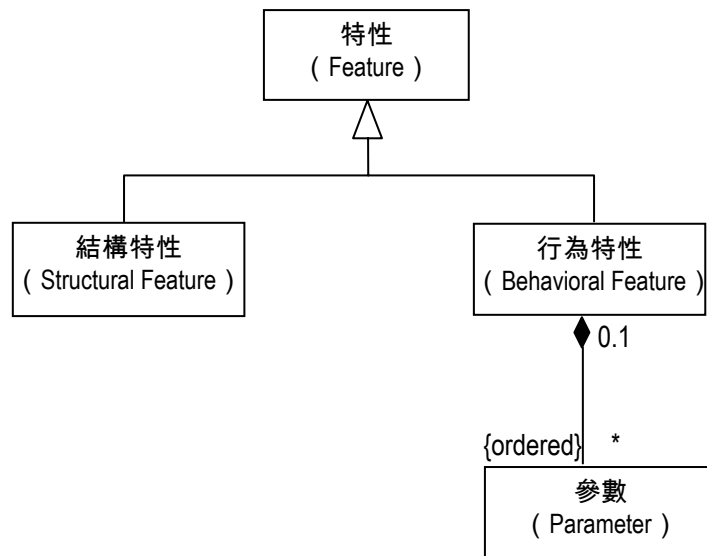 特性
（Feature）
結構特性
（Structural Feature）
行為特性
（Behavioral Feature）
0.1
{ordered} *
參數
（Parameter）